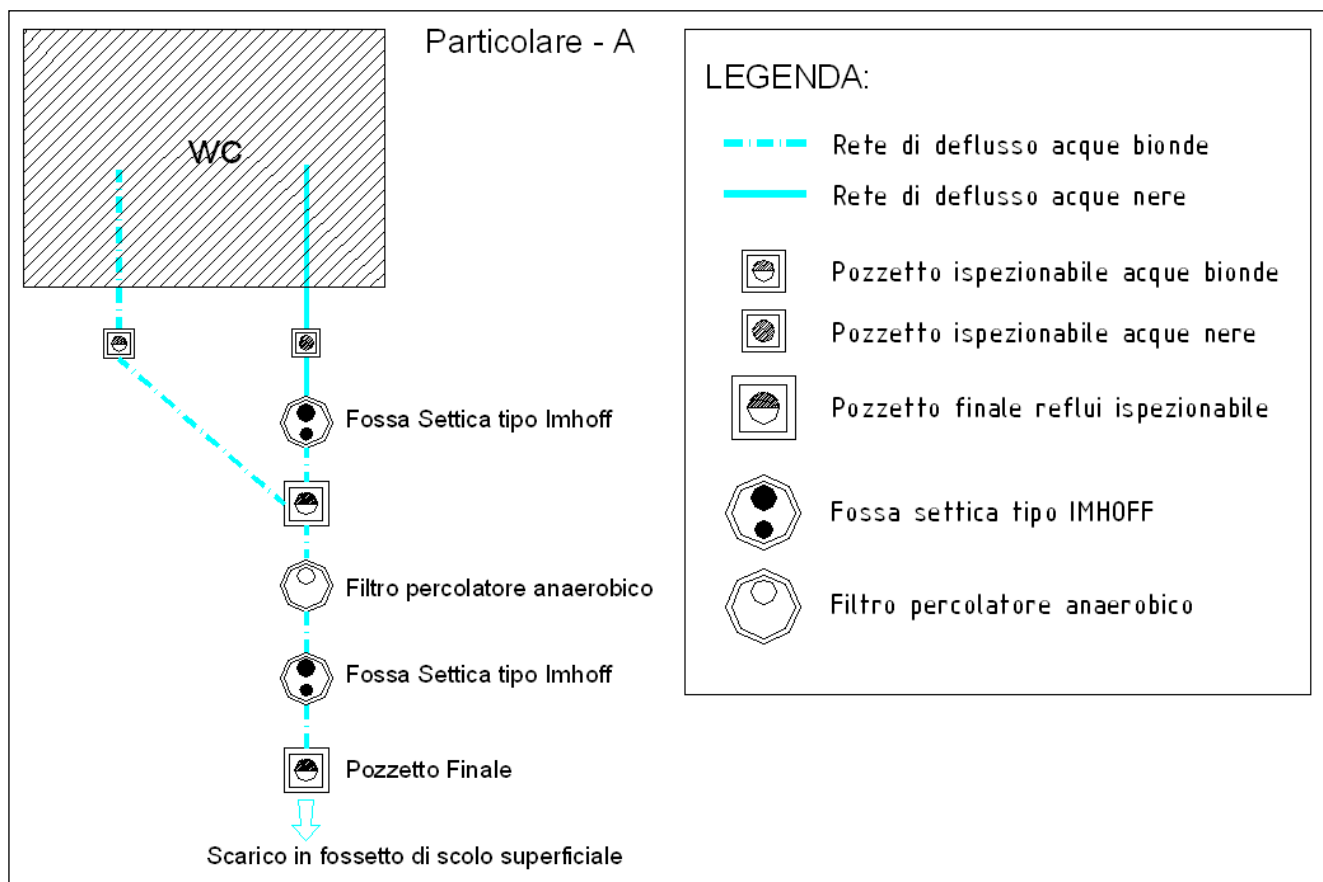 Particolare - A
WC
Fossa Settica tipo Imhoff
Filtro percolatore anaerobico
Fossa Settica tipo Imhoff
Pozzetto Finale
Scarico in fossetto di scolo superficiale
LEGENDA:
Rete di deflusso acque bionde
Rete di deflusso acque nere
Pozzetto ispezionabile acque bionde
Pozzetto ispezionabile acque nere
Pozzetto finale reflui ispezionabile
Fossa settica tipo IMHOFF
Filtro percolatore anaerobico